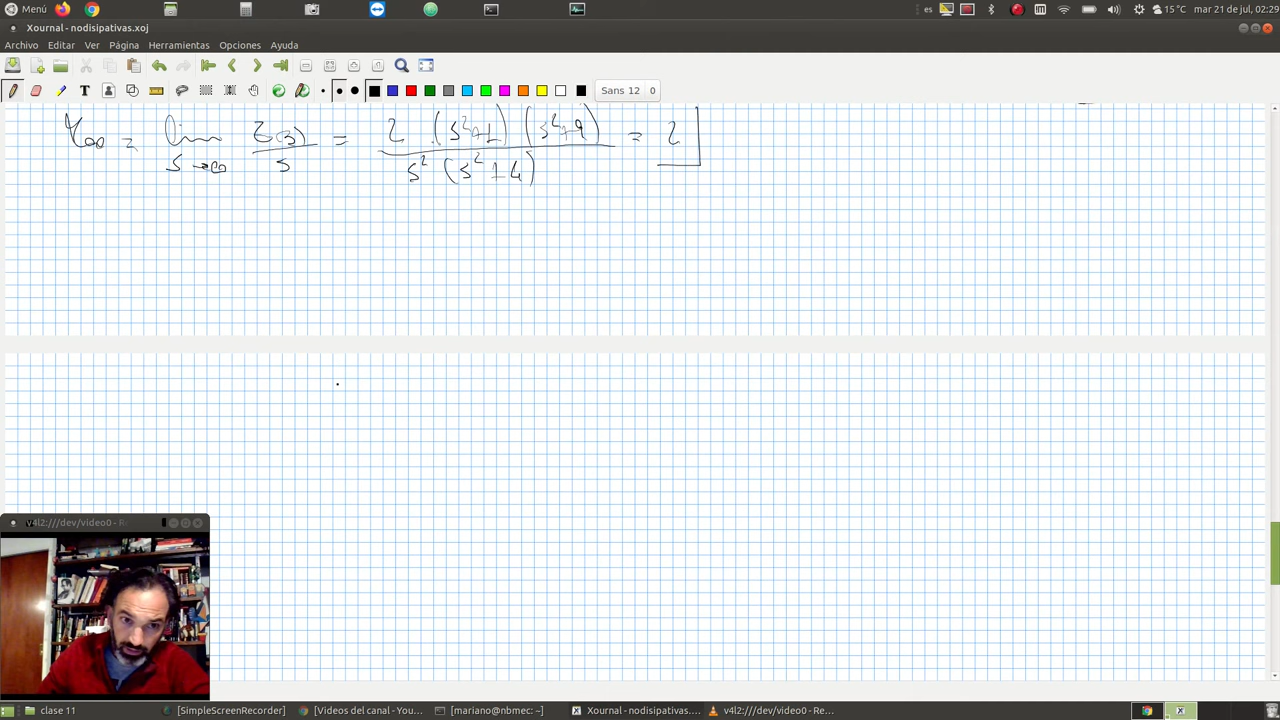 Menú
es
15 °C mar 21 de jul, 02:29
Xournal - nodisipativas.xoj
Archivo Editar Ver Página Herramientas Opciones Ayuda
Sans 12 0
= lim Z(s) = 2 . (s²+1) (s²+9) = 2
s→∞ s s² (s²+4)
v4l2:///dev/video0 - Re
clase 11
[SimpleScreenRecorder]
[Videos del canal - You...
[mariano@nbmec: ~]
Xournal - nodisipativas....
v4l2:///dev/video0 - Re...